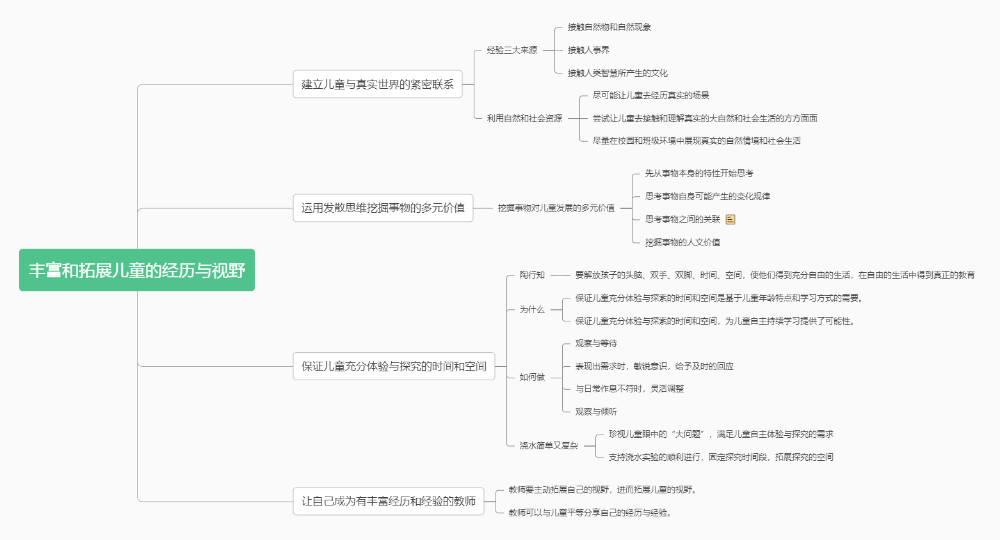 丰富和拓展儿童的经历与视野
建立儿童与真实世界的紧密联系
经验三大来源
接触自然物和自然现象
接触人事界
接触人类智慧所产生的文化
利用自然和社会资源
尽可能让儿童去经历真实的场景
尝试让儿童去接触和理解真实的大自然和社会生活的方方面面
尽量在校园和班级环境中展现真实的自然情境和社会生活
运用发散思维挖掘事物的多元价值
挖掘事物对儿童发展的多元价值
先从事物本身的特性开始思考
思考事物自身可能产生的变化规律
思考事物之间的关联
挖掘事物的人文价值
保证儿童充分体验与探究的时间和空间
陶行知
要解放孩子的头脑、双手、双脚、时间、空间，使他们得到充分自由的生活，在自由的生活中得到真正的教育
为什么
保证儿童充分体验与探索的时间和空间是基于儿童年龄特点和学习方式的需要。
保证儿童充分体验与探索的时间和空间，为儿童自主持续学习提供了可能性。
如何做
观察与等待
表现出需求时，敏锐意识，给予及时的回应
与日常作息不符时，灵活调整
观察与倾听
浇水简单又复杂
珍视儿童眼中的“大问题”，满足儿童自主体验与探究的需求
支持浇水实验的顺利进行，固定探究时间段，拓展探究的空间
让自己成为有丰富经历和经验的教师
教师要主动拓展自己的视野，进而拓展儿童的视野。
教师可以与儿童平等分享自己的经历与经验。